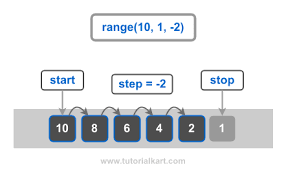 range(10, 1, -2)
start
step = -2
stop
10 8 6 4 2 1
www.tutorialkart.com